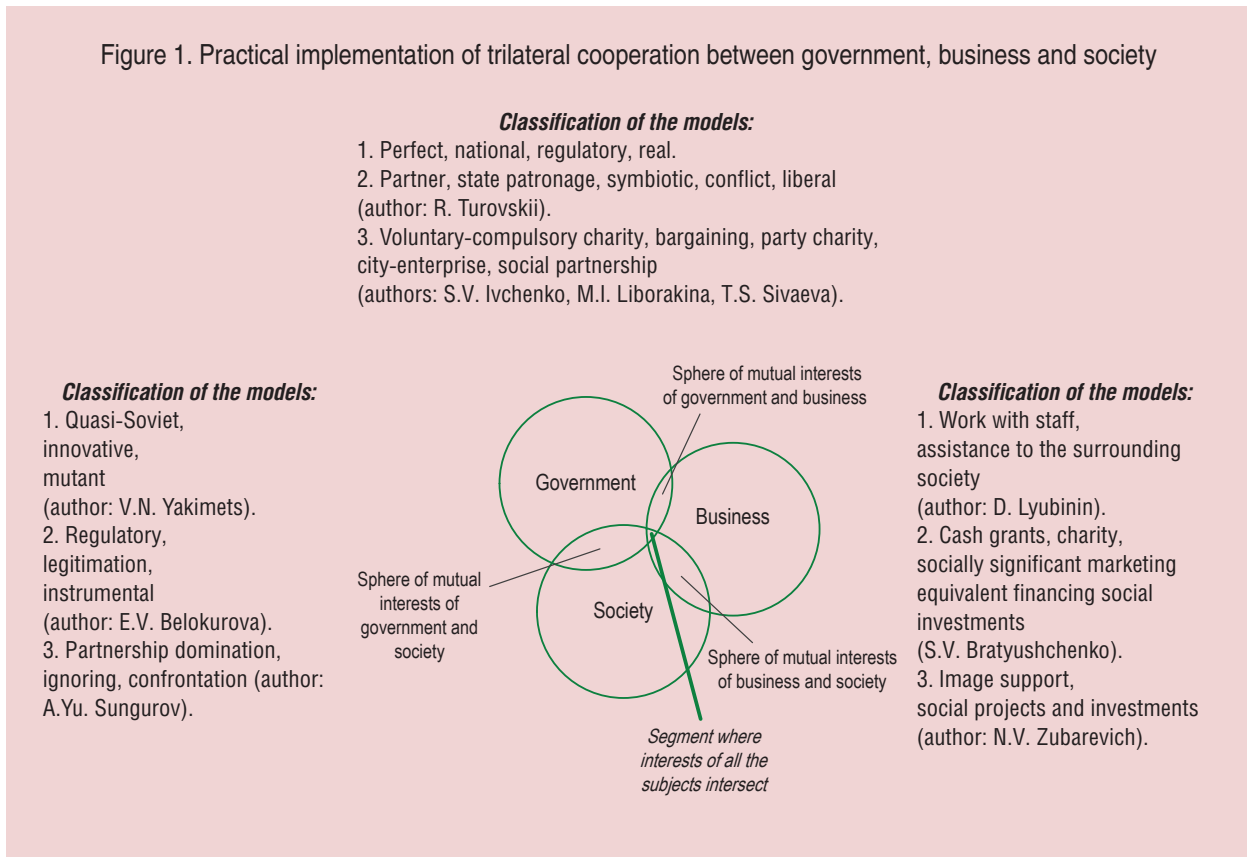 Figure 1. Practical implementation of trilateral cooperation between government, business and society
Classification of the models:
1. Perfect, national, regulatory, real.
2. Partner, state patronage, symbiotic, conflict, liberal
(author: R. Turovskii).
3. Voluntary-compulsory charity, bargaining, party charity,
city-enterprise, social partnership
(authors: S.V. Ivchenko, M.I. Liborakina, T.S. Sivaeva).
Classification of the models:
1. Quasi-Soviet,
innovative,
mutant
(author: V.N. Yakimets).
2. Regulatory,
legitimation,
instrumental
(author: E.V. Belokurova).
3. Partnership domination,
ignoring, confrontation (author:
A.Yu. Sungurov).
Sphere of mutual interests
of government and business
Government
Business
Society
Sphere of mutual
interests of
government and
society
Sphere of mutual interests
of business and society
Segment where
interests of all the
subjects intersect
Classification of the models:
1. Work with staff,
assistance to the surrounding
society
(author: D. Lyubinin).
2. Cash grants, charity,
socially significant marketing
equivalent financing social
investments
(S.V. Bratyushchenko).
3. Image support,
social projects and investments
(author: N.V. Zubarevich).